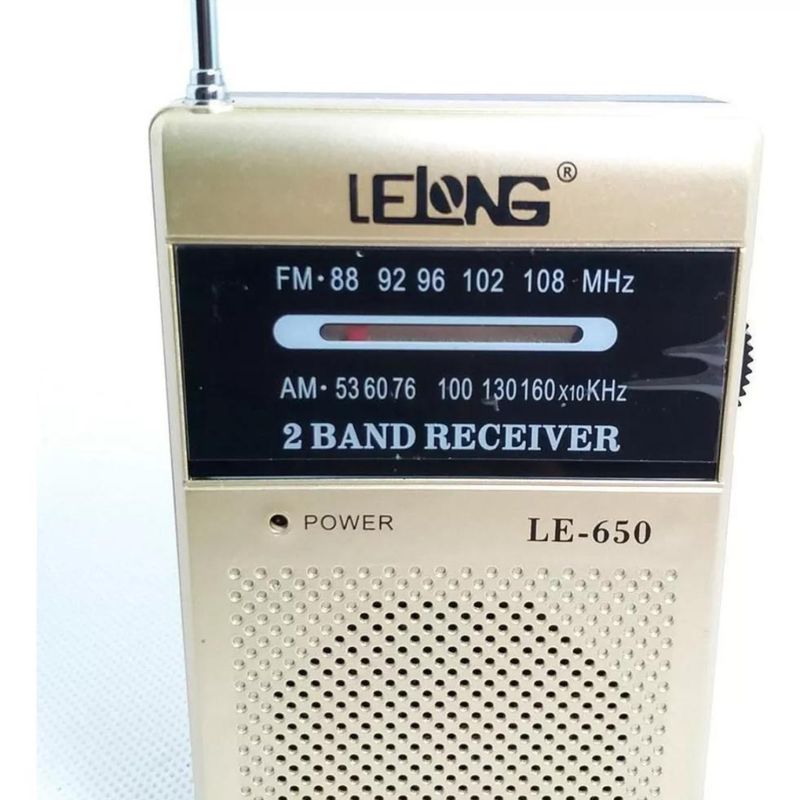 LELONG®
FM·88 92 96 102 108 MHz
AM·53 60 76 100 130 160 X10 KHz
2 BAND RECEIVER
POWER
LE-650